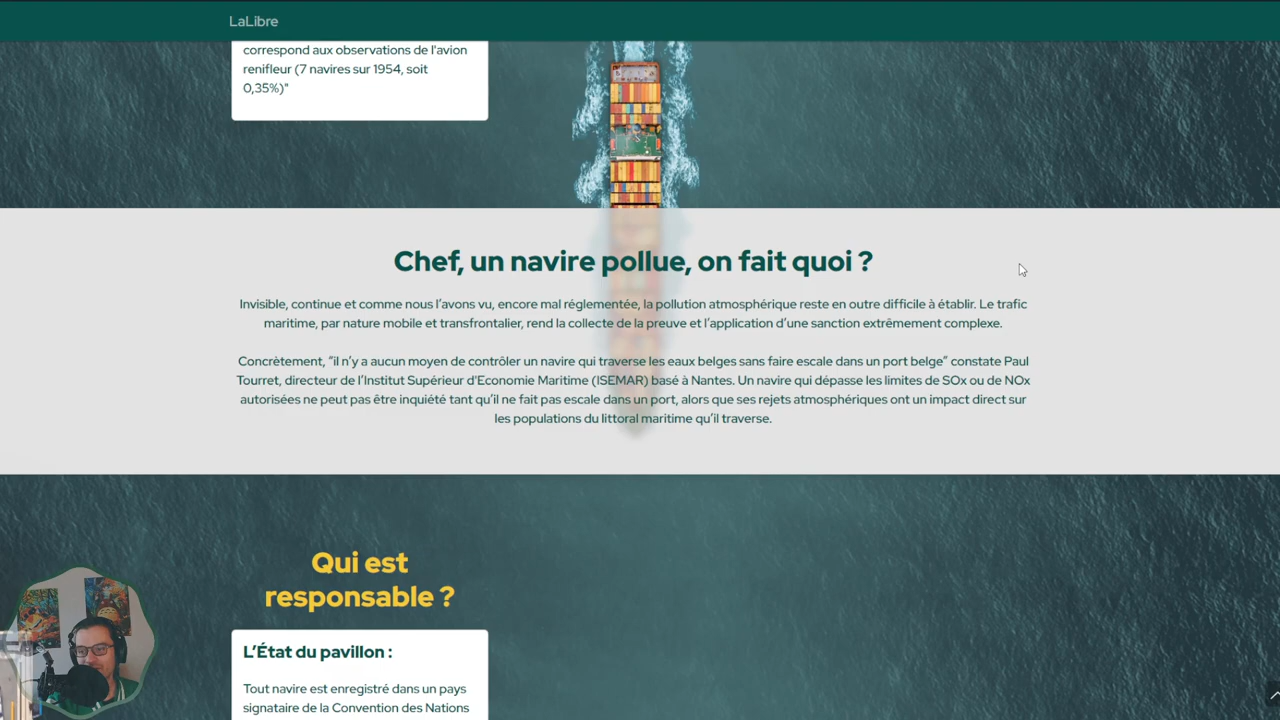 LaLibre
correspond aux observations de l'avion
renifleur (7 navires sur 1954, soit
0,35%)"
Chef, un navire pollue, on fait quoi ?
Invisible, continue et comme nous l’avons vu, encore mal réglementée, la pollution atmosphérique reste en outre difficile à établir. Le trafic
maritime, par nature mobile et transfrontalier, rend la collecte de la preuve et l’application d’une sanction extrêmement complexe.
Concrètement, “il n’y a aucun moyen de contrôler un navire qui traverse les eaux belges sans faire escale dans un port belge” constate Paul
Tourret, directeur de l’Institut Supérieur d'Economie Maritime (ISEMAR) basé à Nantes. Un navire qui dépasse les limites de SOx ou de NOx
autorisées ne peut pas être inquiété tant qu’il ne fait pas escale dans un port, alors que ses rejets atmosphériques ont un impact direct sur
les populations du littoral maritime qu’il traverse.
Qui est
responsable ?
L’État du pavillon :
Tout navire est enregistré dans un pays
signataire de la Convention des Nations